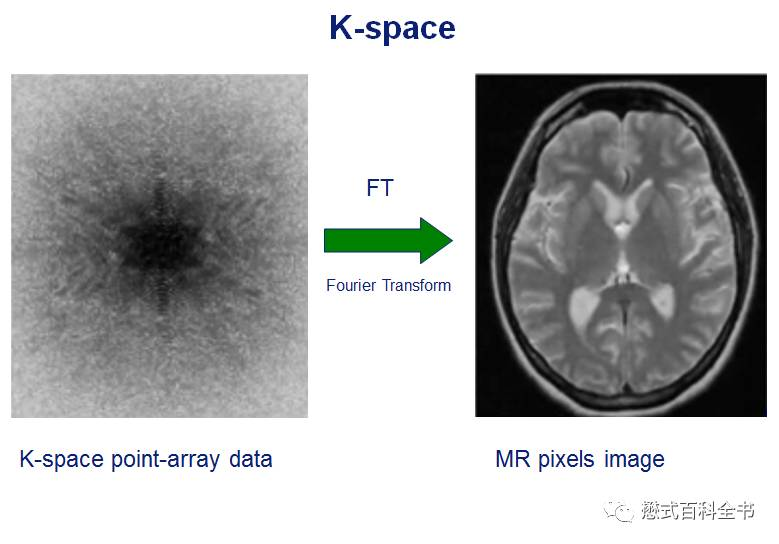 K-space
FT
Fourier Transform
K-space point-array data
MR pixels image
懋式百科全书